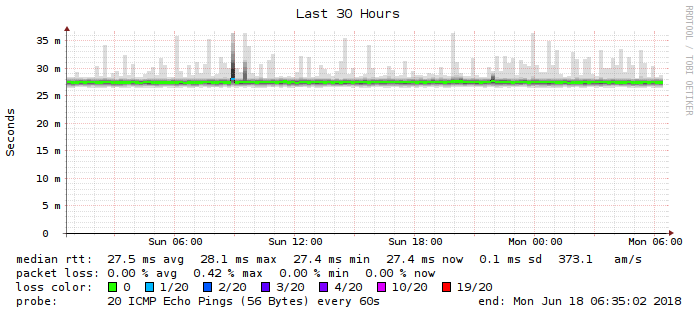 Last 30 Hours
RRDTOOL / TOBI OETIKER
Seconds
35 m
30 m
25 m
20 m
15 m
10 m
5 m
0
Sun 06:00 Sun 12:00 Sun 18:00 Mon 00:00 Mon 06:00
median rtt: 27.5 ms avg 28.1 ms max 27.4 ms min 27.4 ms now 0.1 ms sd 373.1 am/s
packet loss: 0.00 % avg 0.42 % max 0.00 % min 0.00 % now
loss color: 0 1/20 2/20 3/20 4/20 10/20 19/20
probe: 20 ICMP Echo Pings (56 Bytes) every 60s end: Mon Jun 18 06:35:02 2018